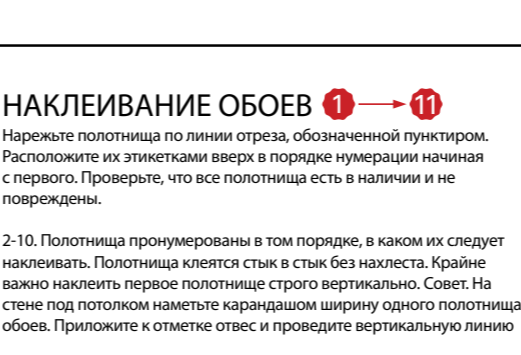 НАКЛЕИВАНИЕ ОБОЕВ 1 → 11
Нарежьте полотнища по линии отреза, обозначенной пунктиром.
Расположите их этикетками вверх в порядке нумерации начиная
с первого. Проверьте, что все полотнища есть в наличии и не
повреждены.
2-10. Полотнища пронумерованы в том порядке, в каком их следует
наклеивать. Полотнища клеятся стык в стык без нахлеста. Крайне
важно наклеить первое полотнище строго вертикально. Совет. На
стене под потолком наметьте карандашом ширину одного полотнища
обоев. Приложите к отметке отвес и проведите вертикальную линию